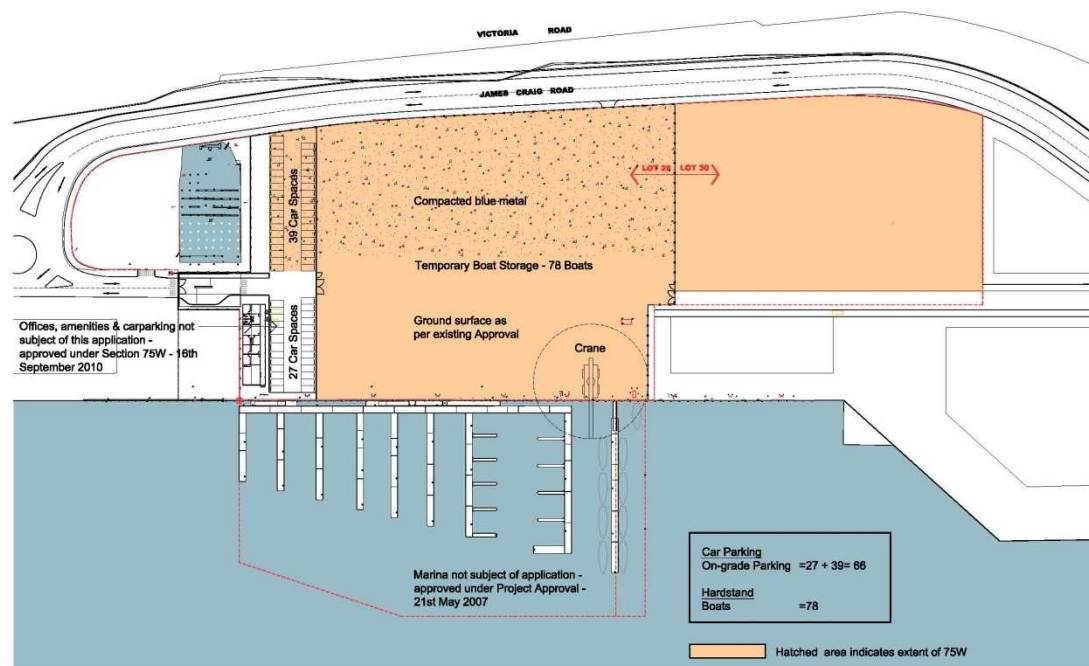 VICTORIA ROAD
JAMES CRAIG ROAD
LOT 29 LOT 30
39 Car Spaces
Compacted blue-metal
Temporary Boat Storage - 78 Boats
Ground surface as
per existing Approval
Crane
27 Car Spaces
Offices, amenities & carparking not
subject of this application -
approved under Section 75W - 16th
September 2010
Marina not subject of application -
approved under Project Approval -
21st May 2007
Car Parking
On-grade Parking =27 + 39= 66
Hardstand
Boats =78
Hatched area indicates extent of 75W